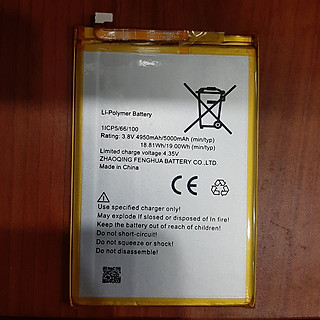 Li-Polymer Battery
1ICP5/66/100
Rating: 3.8V 4950mAh/5000mAh (min/typ)
18.81Wh/19.00Wh (min/typ)
Limited charge voltage:4.35V
ZHAOQING FENGHUA BATTERY CO.,LTD.
Made in China
CE
Use specified charger only!
May explode If scalded or disposed of In fire!
Keep the battery out of reach of children!
Do not short-circuit!
Do not squeeze or shuck!
Do not disassemble!